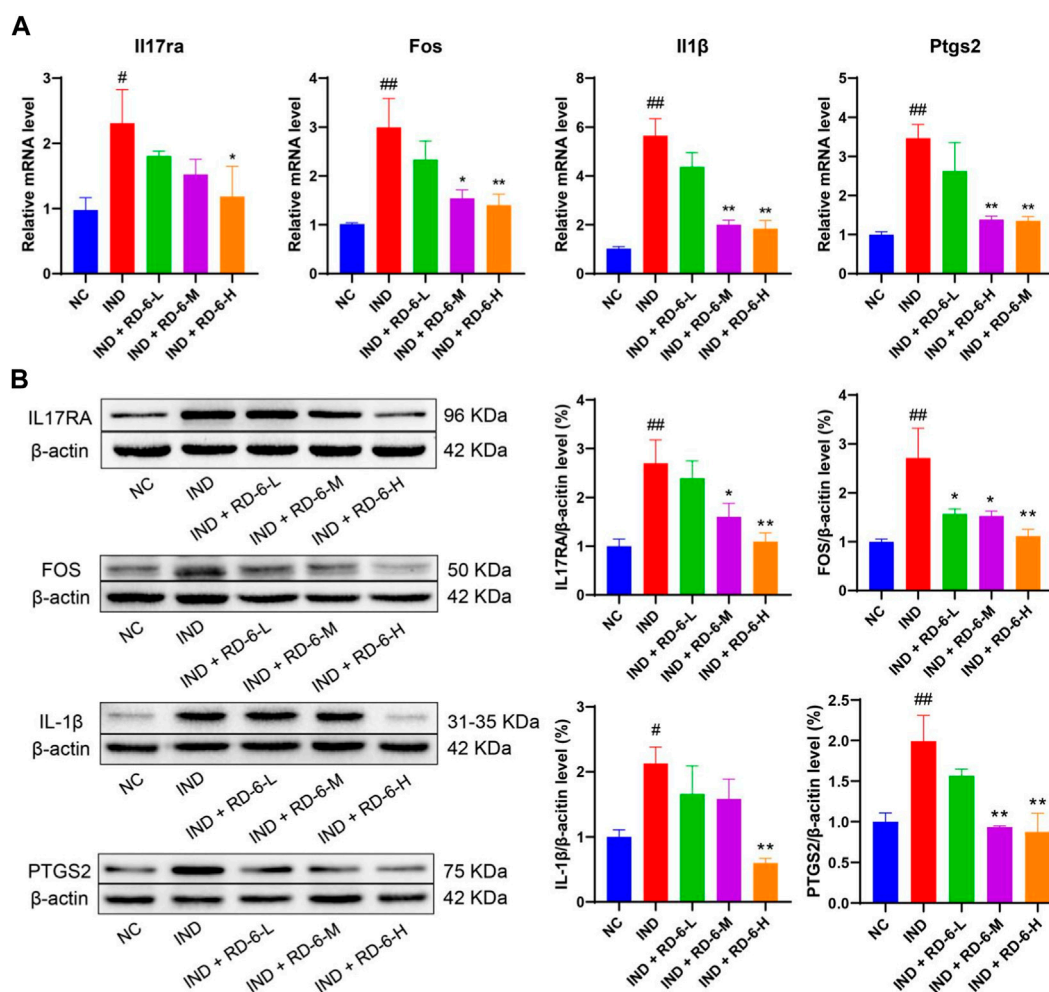 A
Il17ra
Relative mRNA level
3
2
1
0
#
*
NC
IND
IND + RD-6-L
IND + RD-6-M
IND + RD-6-H
Fos
Relative mRNA level
4
3
2
1
0
##
*
**
NC
IND
IND + RD-6-L
IND + RD-6-M
IND + RD-6-H
Il1β
Relative mRNA level
8
6
4
2
0
##
**
**
NC
IND
IND + RD-6-L
IND + RD-6-M
IND + RD-6-H
Ptgs2
Relative mRNA level
5
4
3
2
1
0
##
**
**
NC
IND
IND + RD-6-L
IND + RD-6-H
IND + RD-6-M
B
IL17RA 96 KDa
β-actin 42 KDa
NC
IND
IND + RD-6-L
IND + RD-6-M
IND + RD-6-H
FOS 50 KDa
β-actin 42 KDa
NC
IND
IND + RD-6-L
IND + RD-6-M
IND + RD-6-H
IL-1β 31-35 KDa
β-actin 42 KDa
NC
IND
IND + RD-6-L
IND + RD-6-M
IND + RD-6-H
PTGS2 75 KDa
β-actin 42 KDa
NC
IND
IND + RD-6-L
IND + RD-6-M
IND + RD-6-H
IL17RA/β-acitin level (%)
4
3
2
1
0
##
*
**
NC
IND
IND + RD-6-L
IND + RD-6-M
IND + RD-6-H
FOS/β-acitin level (%)
4
3
2
1
0
##
*
*
**
NC
IND
IND + RD-6-L
IND + RD-6-M
IND + RD-6-H
IL-1β/β-acitin level (%)
3
2
1
0
#
**
NC
IND
IND + RD-6-L
IND + RD-6-M
IND + RD-6-H
PTGS2/β-acitin level (%)
2.5
2.0
1.5
1.0
0.5
0.0
##
**
**
NC
IND
IND + RD-6-L
IND + RD-6-M
IND + RD-6-H